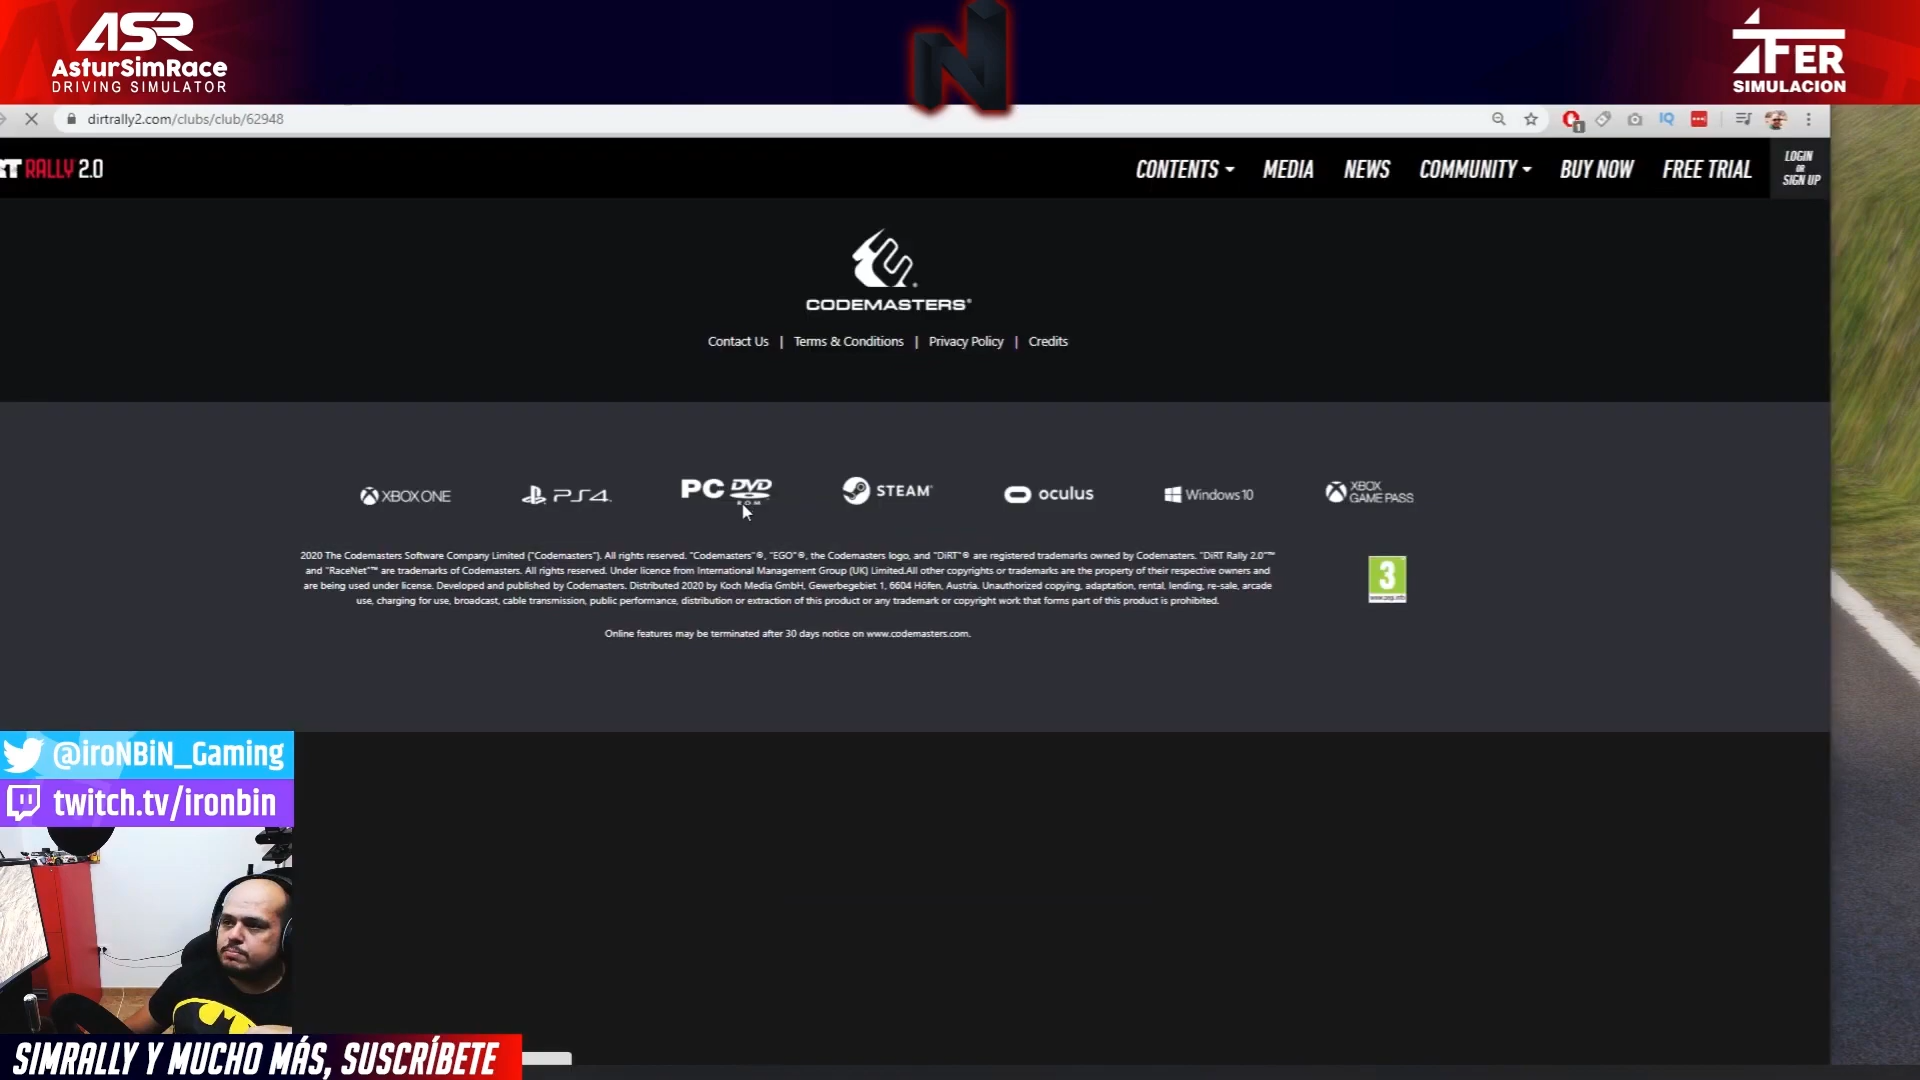 ASR
AsturSimRace
DRIVING SIMULATOR
N
FER
SIMULACION
dirtrally2.com/clubs/club/62948
1
IQ
RT RALLY 2.0
CONTENTS
MEDIA
NEWS
COMMUNITY
BUY NOW
FREE TRIAL
LOGIN
OR
SIGN UP
CODEMASTERS®
Contact Us | Terms & Conditions | Privacy Policy | Credits
XBOX ONE
PS4
PC DVD
ROM
STEAM
oculus
Windows 10
XBOX
GAME PASS
2020 The Codemasters Software Company Limited ("Codemasters"). All rights reserved. "Codemasters"®, "EGO"®, the Codemasters logo, and "DiRT"® are registered trademarks owned by Codemasters. "DiRT Rally 2.0"™
and "RaceNet"™ are trademarks of Codemasters. All rights reserved. Under licence from International Management Group (UK) Limited.All other copyrights or trademarks are the property of their respective owners and
are being used under license. Developed and published by Codemasters. Distributed 2020 by Koch Media GmbH, Gewerbegebiet 1, 6604 Höfen, Austria. Unauthorized copying, adaptation, rental, lending, re-sale, arcade
use, charging for use, broadcast, cable transmission, public performance, distribution or extraction of this product or any trademark or copyright work that forms part of this product is prohibited.
3
www.pegi.info
Online features may be terminated after 30 days notice on www.codemasters.com.
@iroNBiN_Gaming
twitch.tv/ironbin
SIMRALLY Y MUCHO MÁS, SUSCRÍBETE